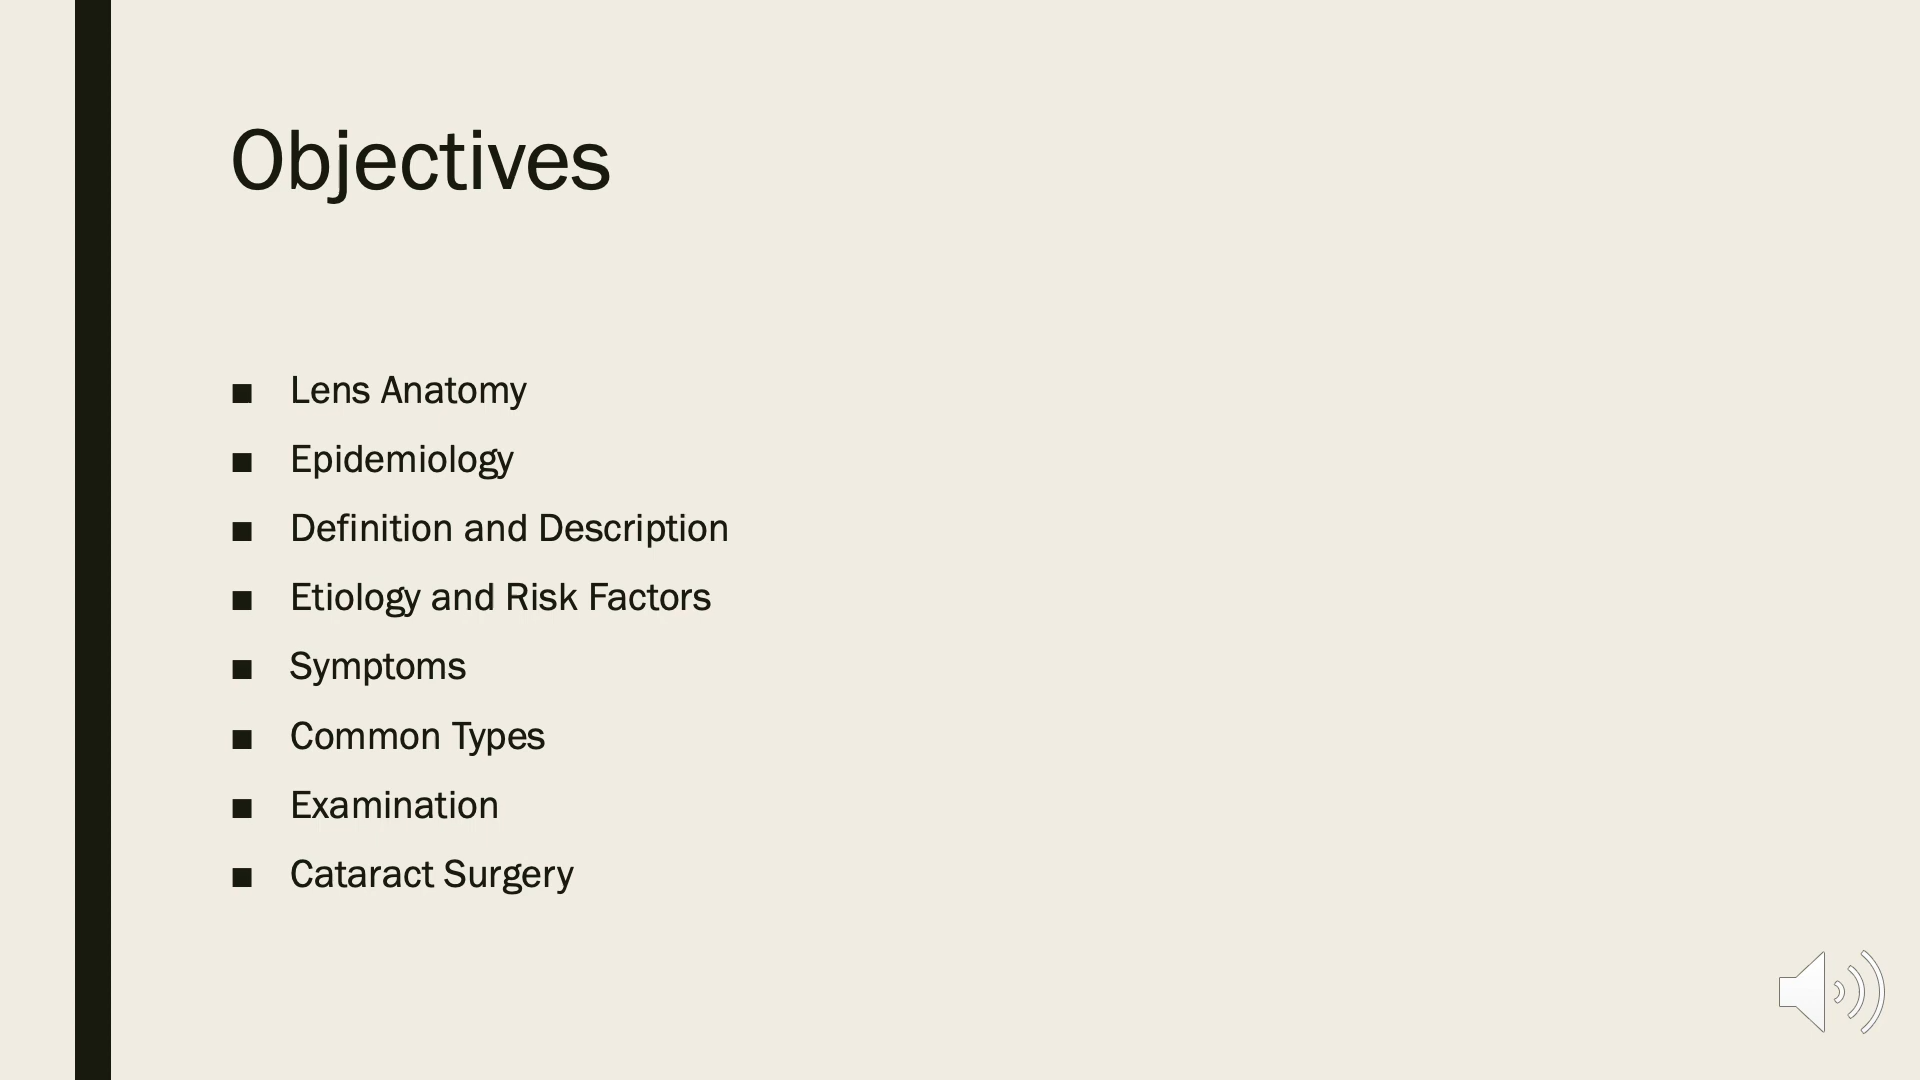 Objectives
■ Lens Anatomy
■ Epidemiology
■ Definition and Description
■ Etiology and Risk Factors
■ Symptoms
■ Common Types
■ Examination
■ Cataract Surgery